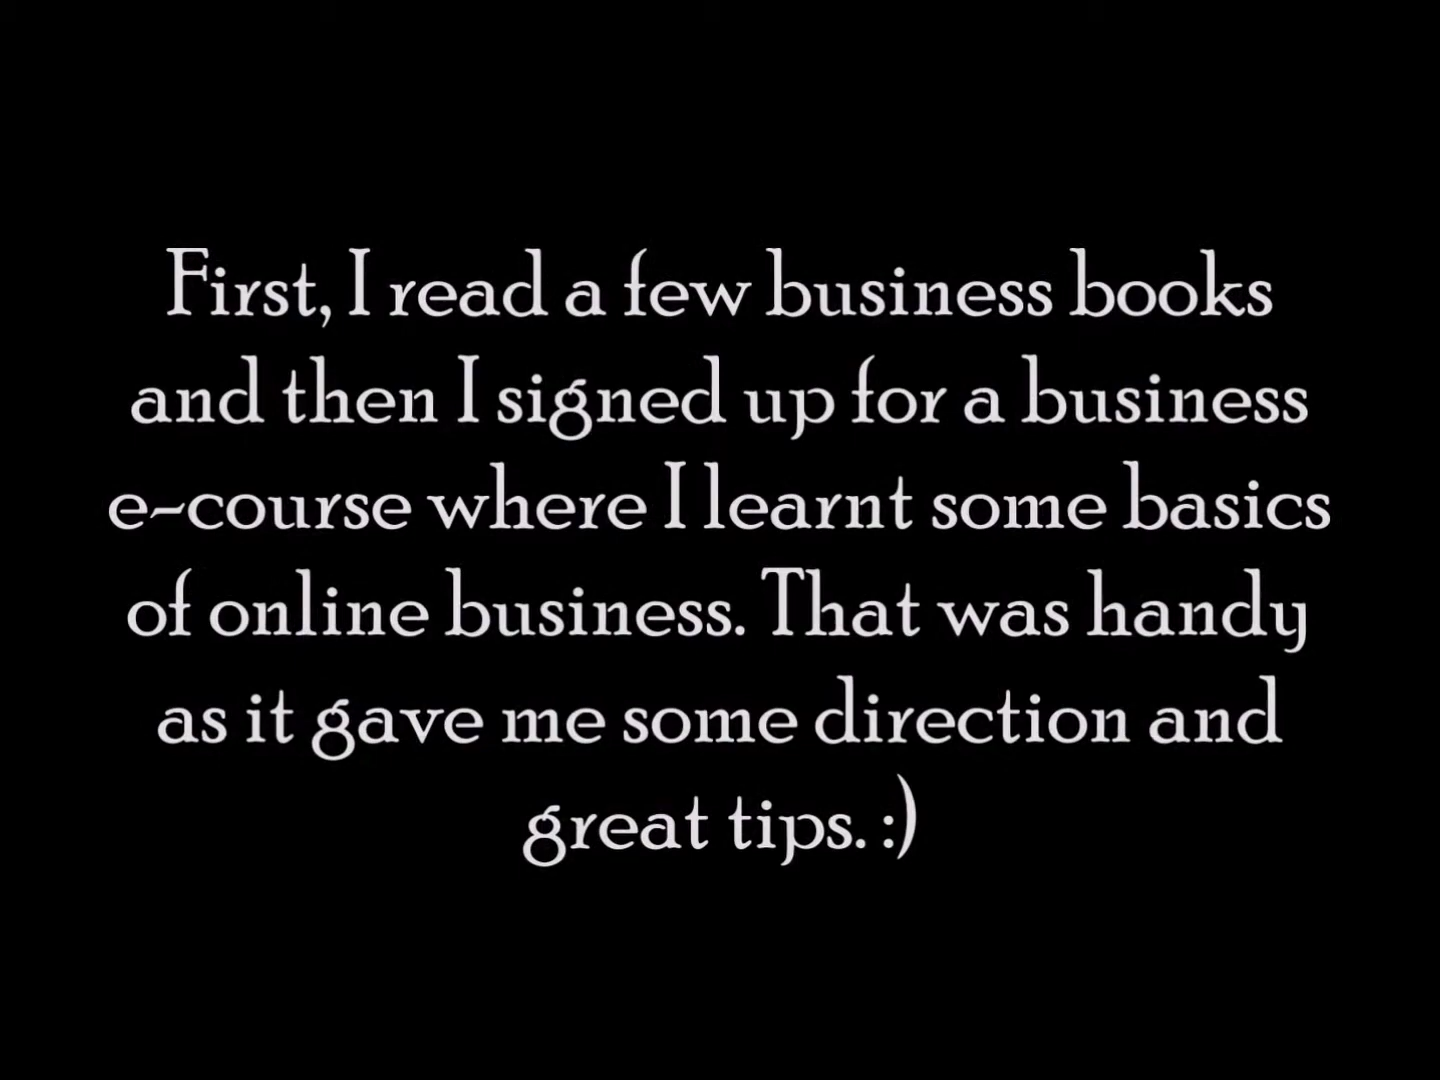 First, I read a few business books
and then I signed up for a business
e-course where I learnt some basics
of online business. That was handy
as it gave me some direction and
great tips. :)